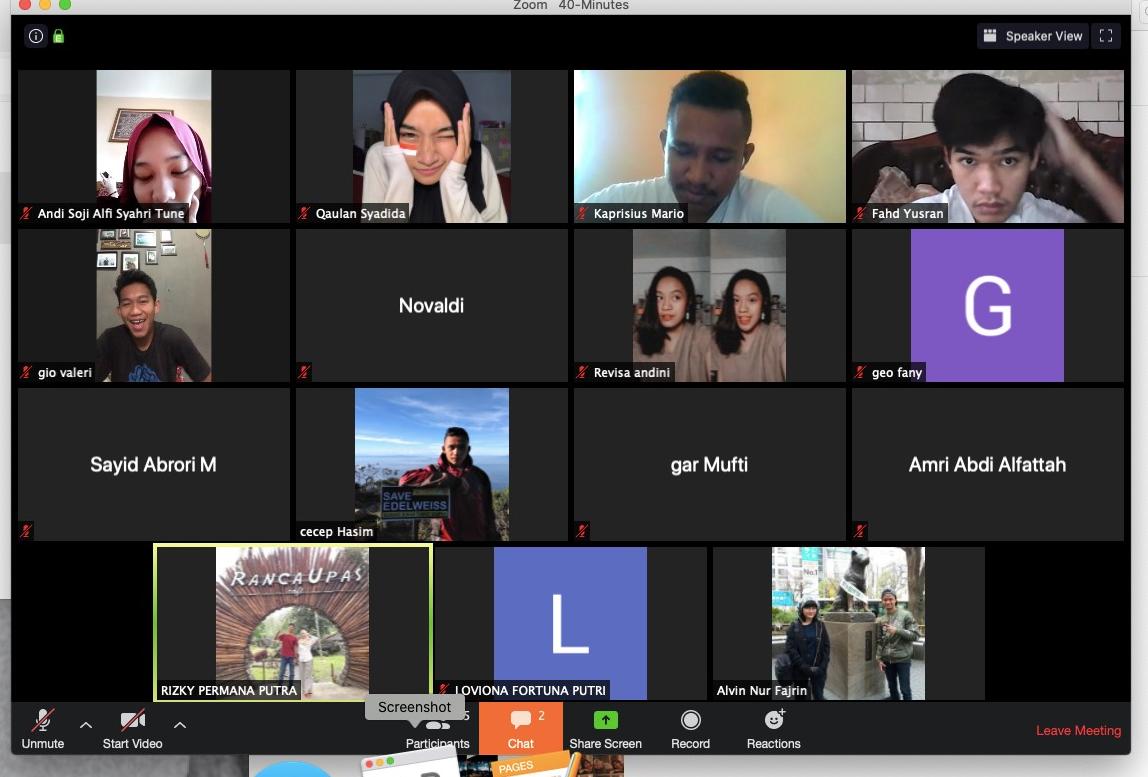 Zoom 40-Minutes
Speaker View
Andi Soji Alfi Syahri Tune
Qaulan Syadida
Kaprisius Mario
Fahd Yusran
gio valeri
Novaldi
Revisa andini
G
geo fany
Sayid Abrori M
SAVE
EDELWEISS
cecep Hasim
gar Mufti
Amri Abdi Alfattah
RANCA UPAS
RIZKY PERMANA PUTRA
L
LOVIONA FORTUNA PUTRI
No.1
Alvin Nur Fajrin
Screenshot
Unmute
Start Video
5
Participants
2
Chat
Share Screen
Record
Reactions
Leave Meeting
PAGES